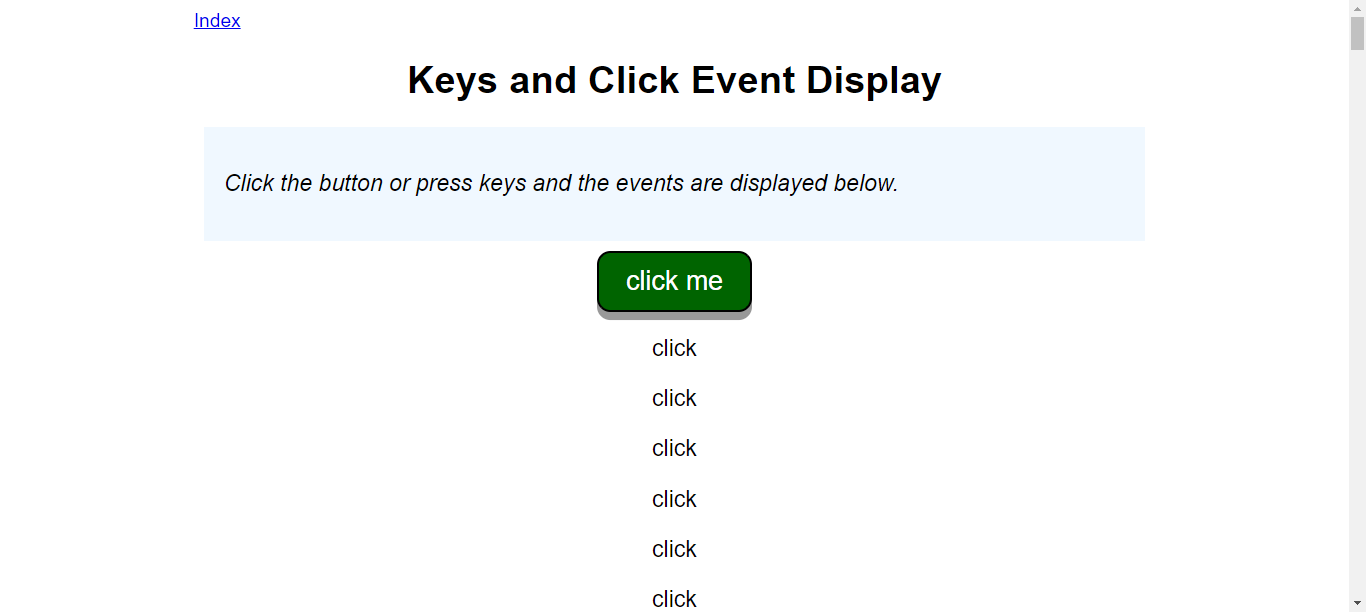 Index
Keys and Click Event Display
Click the button or press keys and the events are displayed below.
click me
click
click
click
click
click
click